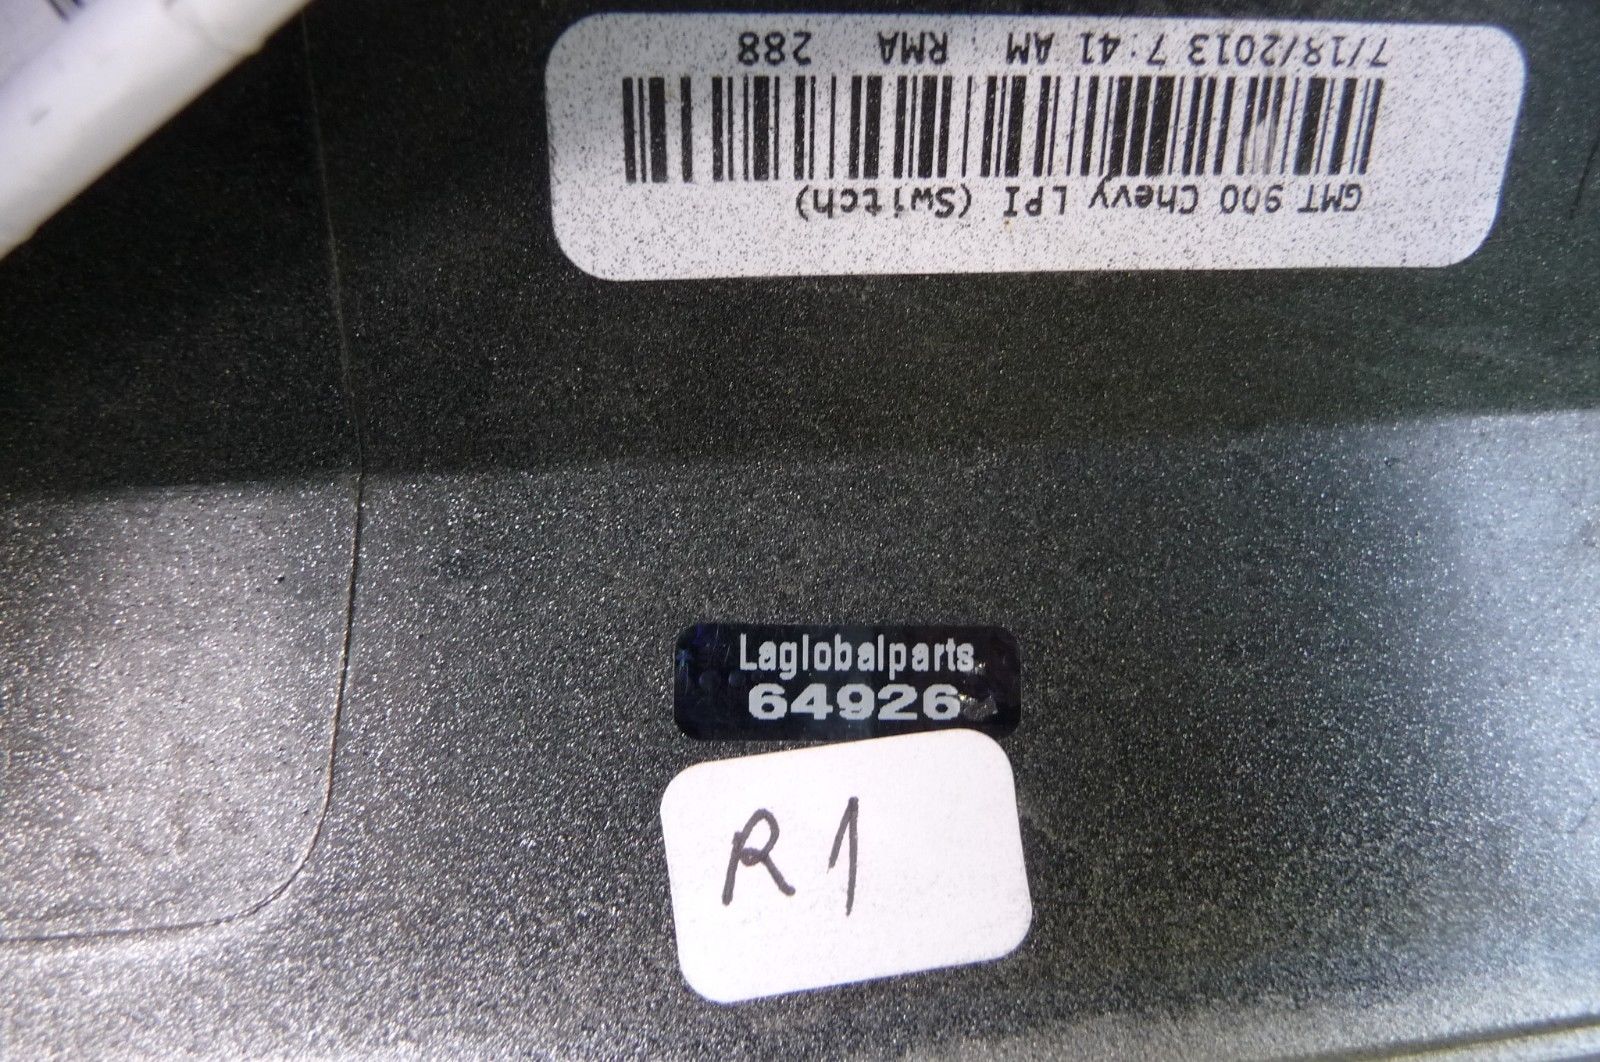 GMT 900 Chevy LPI (Switch)
7/18/2013 7:41 AM RMA 288
Laglobalparts
64926
R1